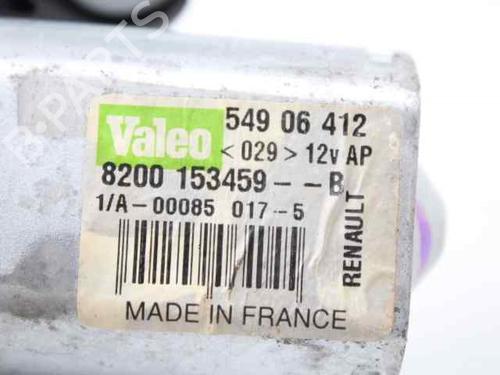 B-PARTS
Valeo
549 06 412
< 029 > 12v AP
8200 153459 - - B
1/A - 00085 017 - 5
RENAULT
MADE IN FRANCE